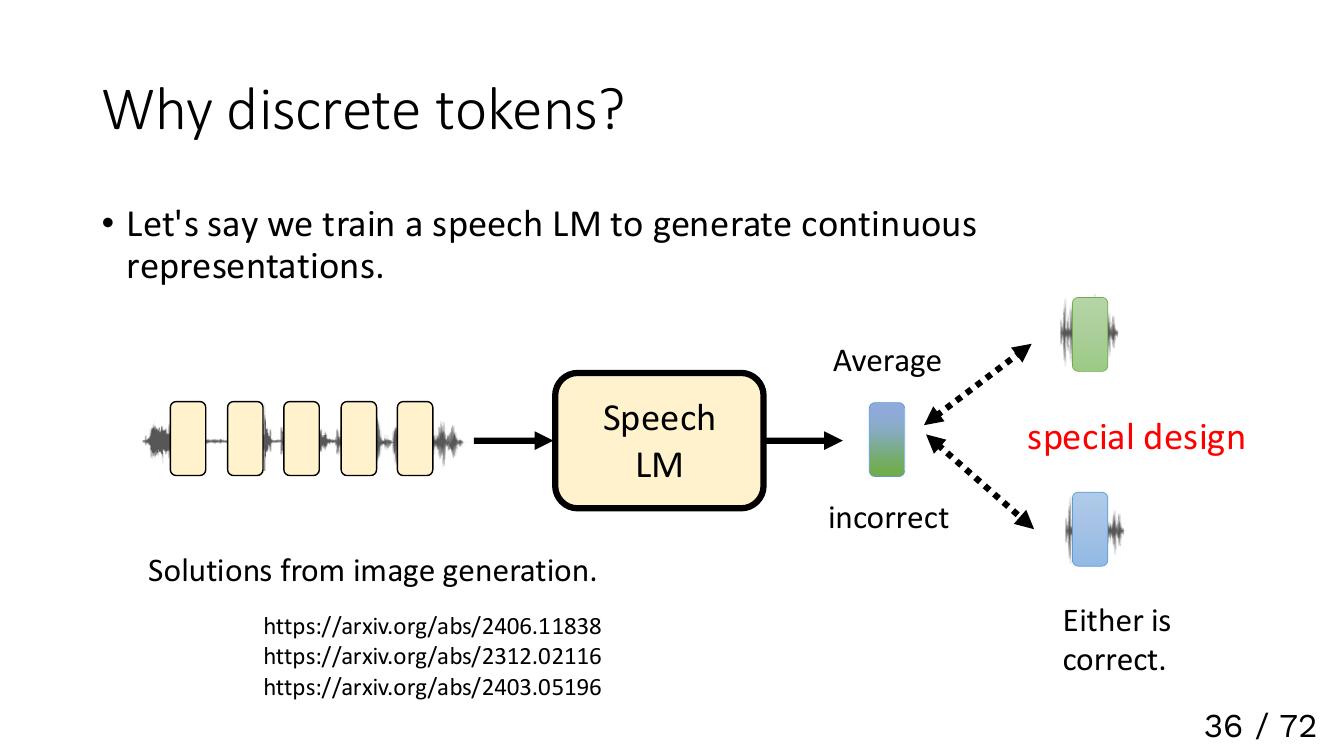 Why discrete tokens?
• Let's say we train a speech LM to generate continuous
representations.
Average
Speech
LM
special design
incorrect
Solutions from image generation.
https://arxiv.org/abs/2406.11838
https://arxiv.org/abs/2312.02116
https://arxiv.org/abs/2403.05196
Either is
correct.
36 / 72